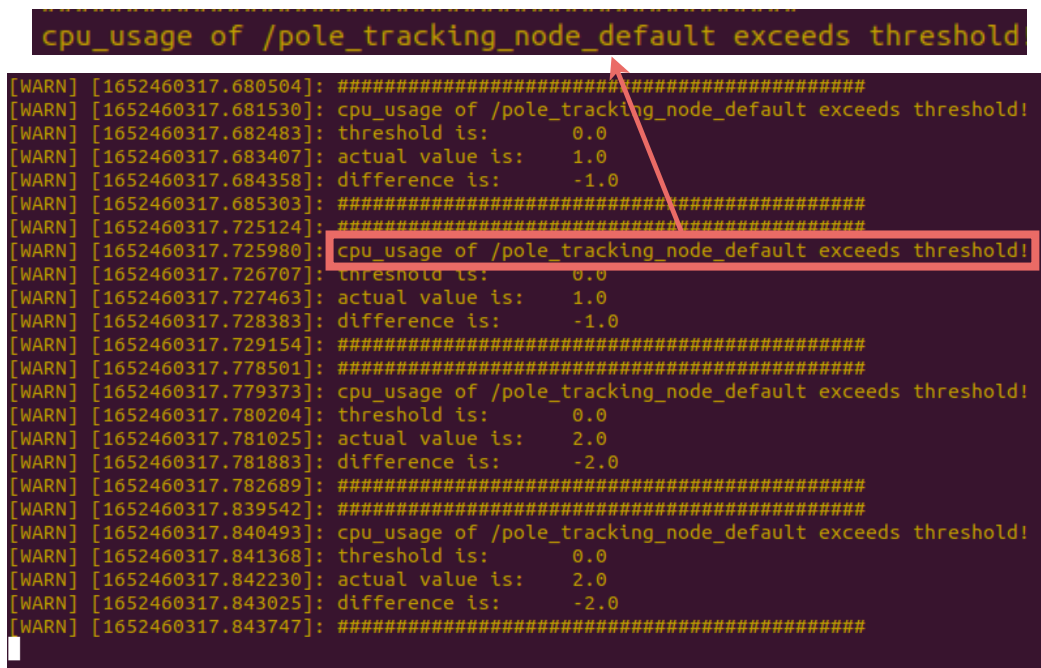 cpu_usage of /pole_tracking_node_default exceeds threshold!
[WARN] [1652460317.680504]: #############################################
[WARN] [1652460317.681530]: cpu_usage of /pole_tracking_node_default exceeds threshold!
[WARN] [1652460317.682483]: threshold is: 0.0
[WARN] [1652460317.683407]: actual value is: 1.0
[WARN] [1652460317.684358]: difference is: -1.0
[WARN] [1652460317.685303]: #############################################
[WARN] [1652460317.725124]: #############################################
[WARN] [1652460317.725980]: cpu_usage of /pole_tracking_node_default exceeds threshold!
[WARN] [1652460317.726707]: threshold is: 0.0
[WARN] [1652460317.727463]: actual value is: 1.0
[WARN] [1652460317.728383]: difference is: -1.0
[WARN] [1652460317.729154]: #############################################
[WARN] [1652460317.778501]: #############################################
[WARN] [1652460317.779373]: cpu_usage of /pole_tracking_node_default exceeds threshold!
[WARN] [1652460317.780204]: threshold is: 0.0
[WARN] [1652460317.781025]: actual value is: 2.0
[WARN] [1652460317.781883]: difference is: -2.0
[WARN] [1652460317.782689]: #############################################
[WARN] [1652460317.839542]: #############################################
[WARN] [1652460317.840493]: cpu_usage of /pole_tracking_node_default exceeds threshold!
[WARN] [1652460317.841368]: threshold is: 0.0
[WARN] [1652460317.842230]: actual value is: 2.0
[WARN] [1652460317.843025]: difference is: -2.0
[WARN] [1652460317.843747]: #############################################